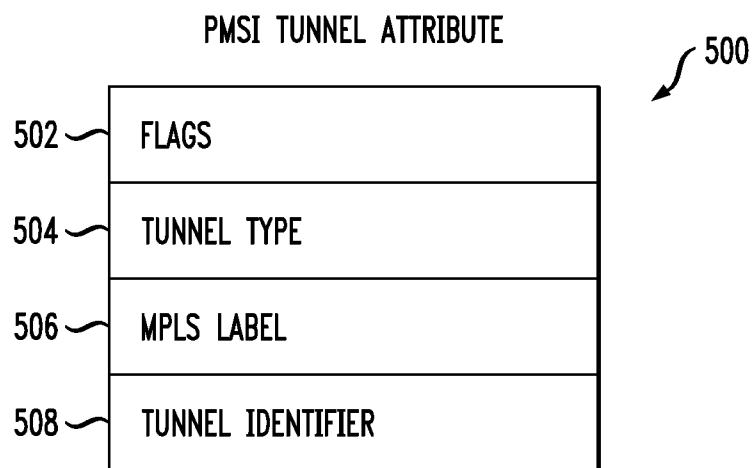 PMSI TUNNEL ATTRIBUTE
500
502 FLAGS
504 TUNNEL TYPE
506 MPLS LABEL
508 TUNNEL IDENTIFIER